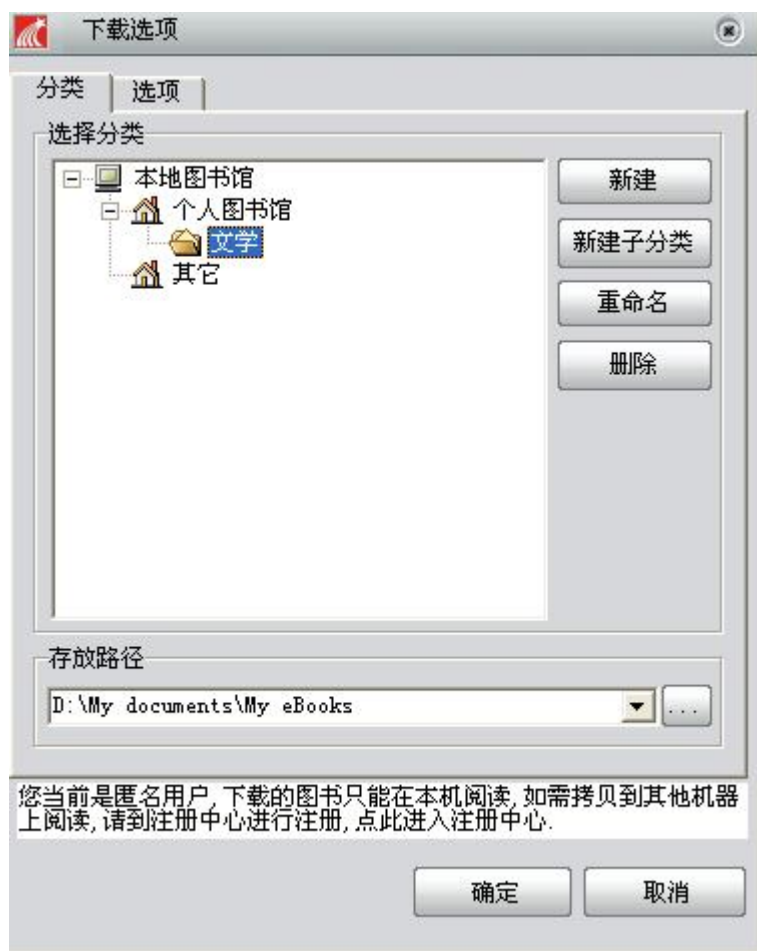 下载选项
分类
选项
选择分类
本地图书馆
个人图书馆
文学
其它
新建
新建子分类
重命名
删除
存放路径
D:\My documents\My eBooks
...
您当前是匿名用户,下载的图书只能在本机阅读,如需拷贝到其他机器
上阅读,请到注册中心进行注册,点此进入注册中心.
确定
取消